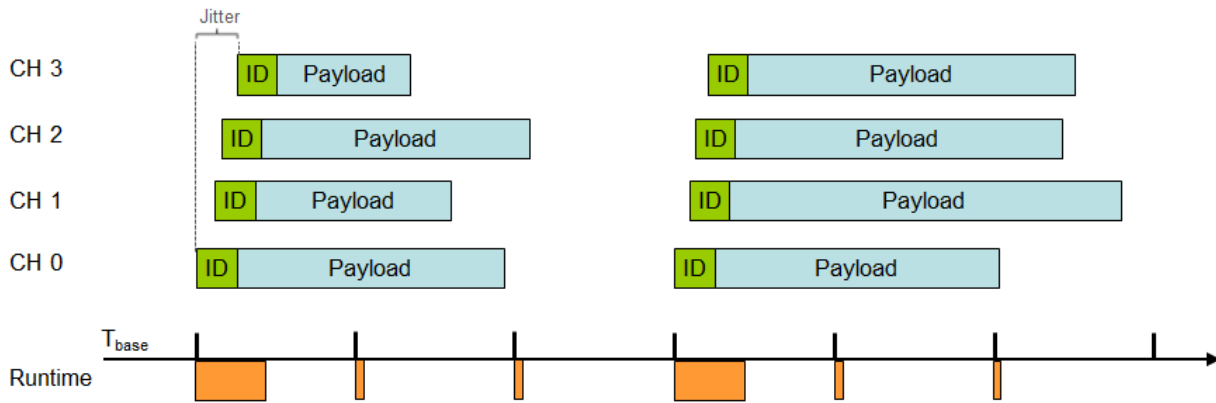 Jitter
CH 3 ID Payload ID Payload
CH 2 ID Payload ID Payload
CH 1 ID Payload ID Payload
CH 0 ID Payload ID Payload
Tbase
Runtime